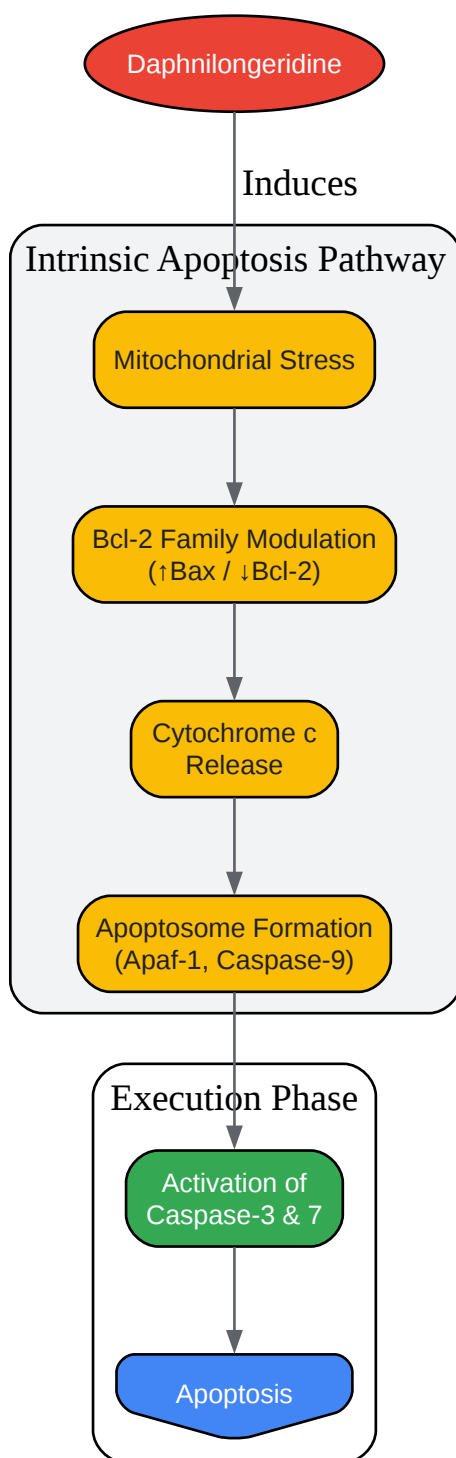 Daphnilongeridine
Induces
Intrinsic Apoptosis Pathway
Mitochondrial Stress
Bcl-2 Family Modulation
(↑Bax / ↓Bcl-2)
Cytochrome c
Release
Apoptosome Formation
(Apaf-1, Caspase-9)
Execution Phase
Activation of
Caspase-3 & 7
Apoptosis